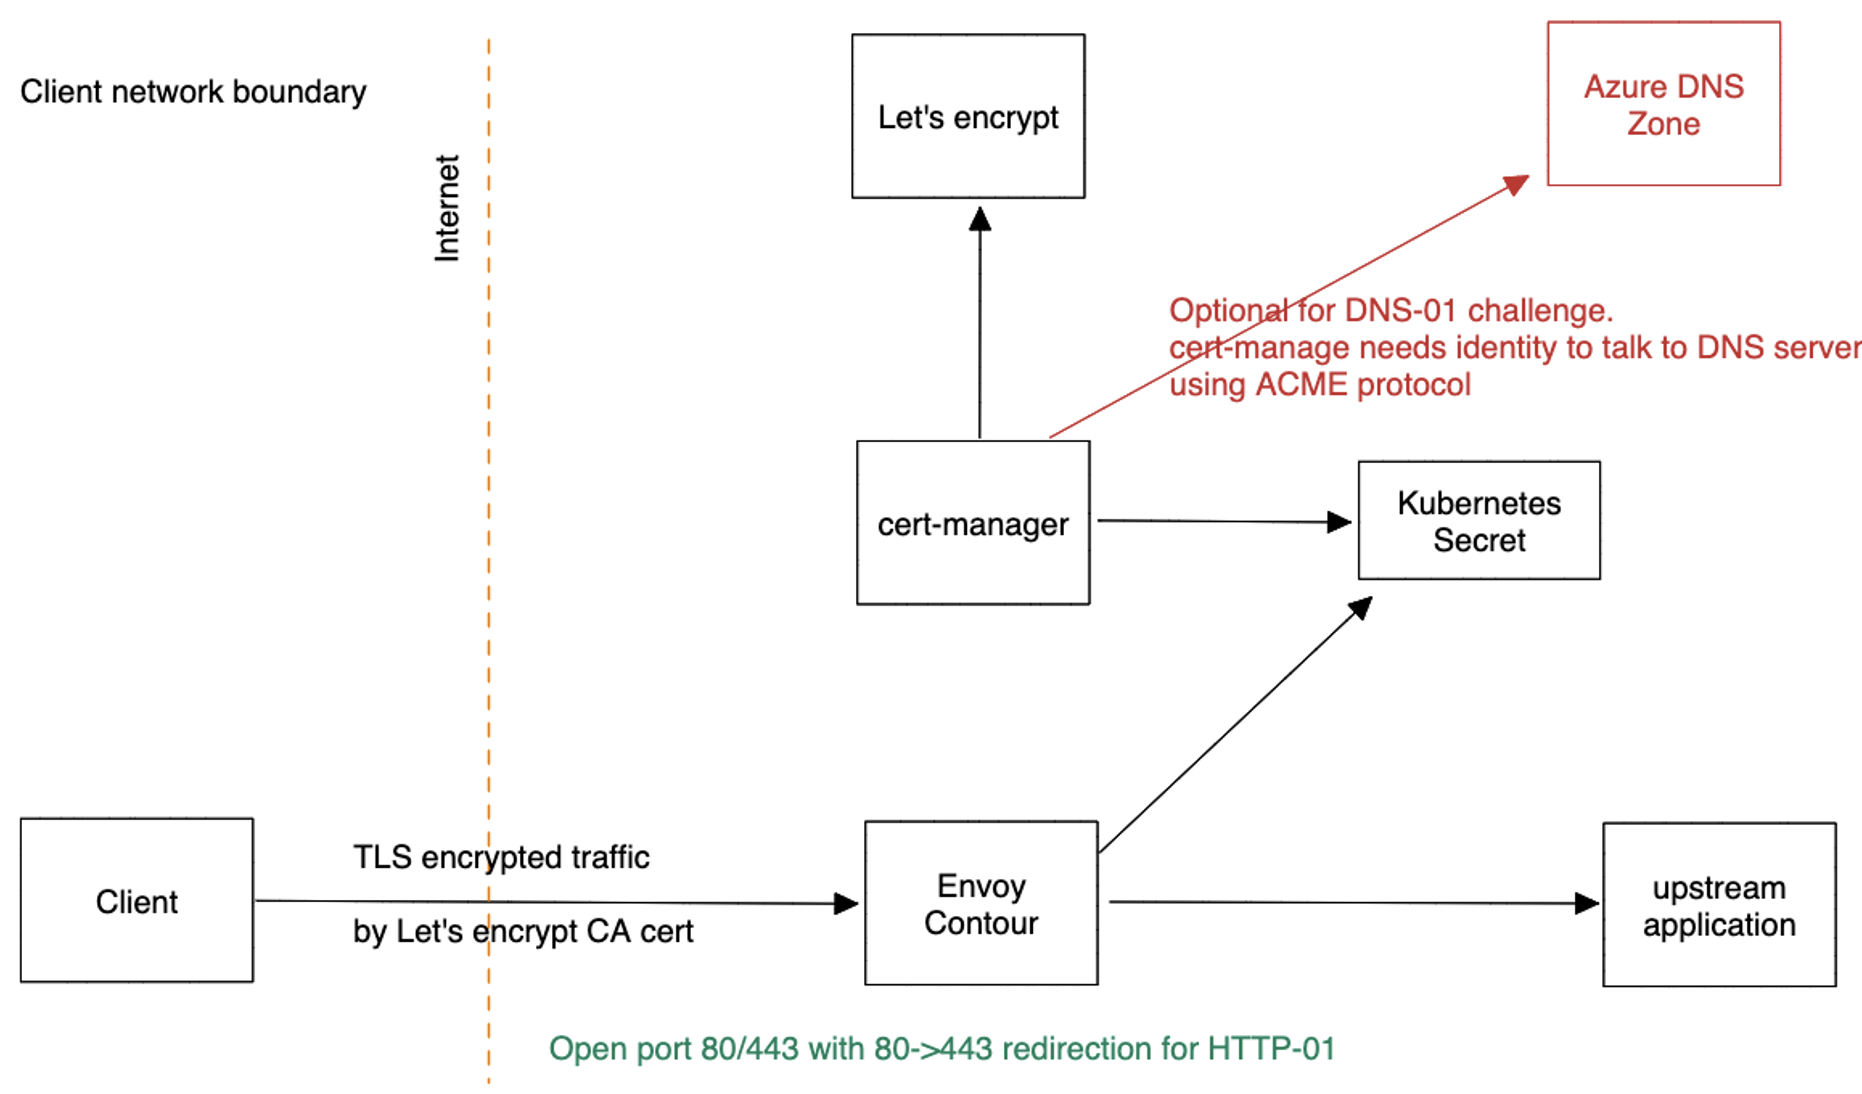 Client network boundary
Internet
Let's encrypt
Azure DNS
Zone
Optional for DNS-01 challenge.
cert-manage needs identity to talk to DNS server
using ACME protocol
cert-manager
Kubernetes
Secret
Client
TLS encrypted traffic
by Let's encrypt CA cert
Envoy
Contour
upstream
application
Open port 80/443 with 80->443 redirection for HTTP-01